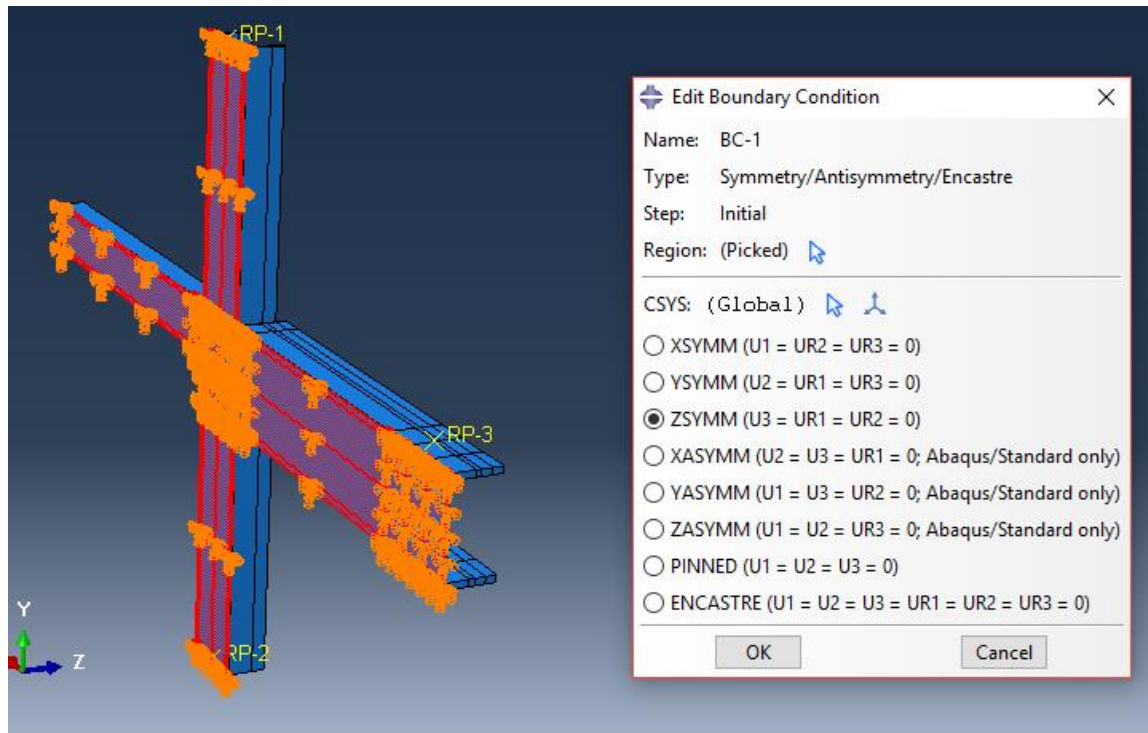 RP-1
RP-3
RP-2
Y
Z
Edit Boundary Condition
Name: BC-1
Type: Symmetry/Antisymmetry/Encastre
Step: Initial
Region: (Picked)
CSYS: (Global)
XSYMM (U1 = UR2 = UR3 = 0)
YSYMM (U2 = UR1 = UR3 = 0)
ZSYMM (U3 = UR1 = UR2 = 0)
XASYMM (U2 = U3 = UR1 = 0; Abaqus/Standard only)
YASYMM (U1 = U3 = UR2 = 0; Abaqus/Standard only)
ZASYMM (U1 = U2 = UR3 = 0; Abaqus/Standard only)
PINNED (U1 = U2 = U3 = 0)
ENCASTRE (U1 = U2 = U3 = UR1 = UR2 = UR3 = 0)
OK Cancel